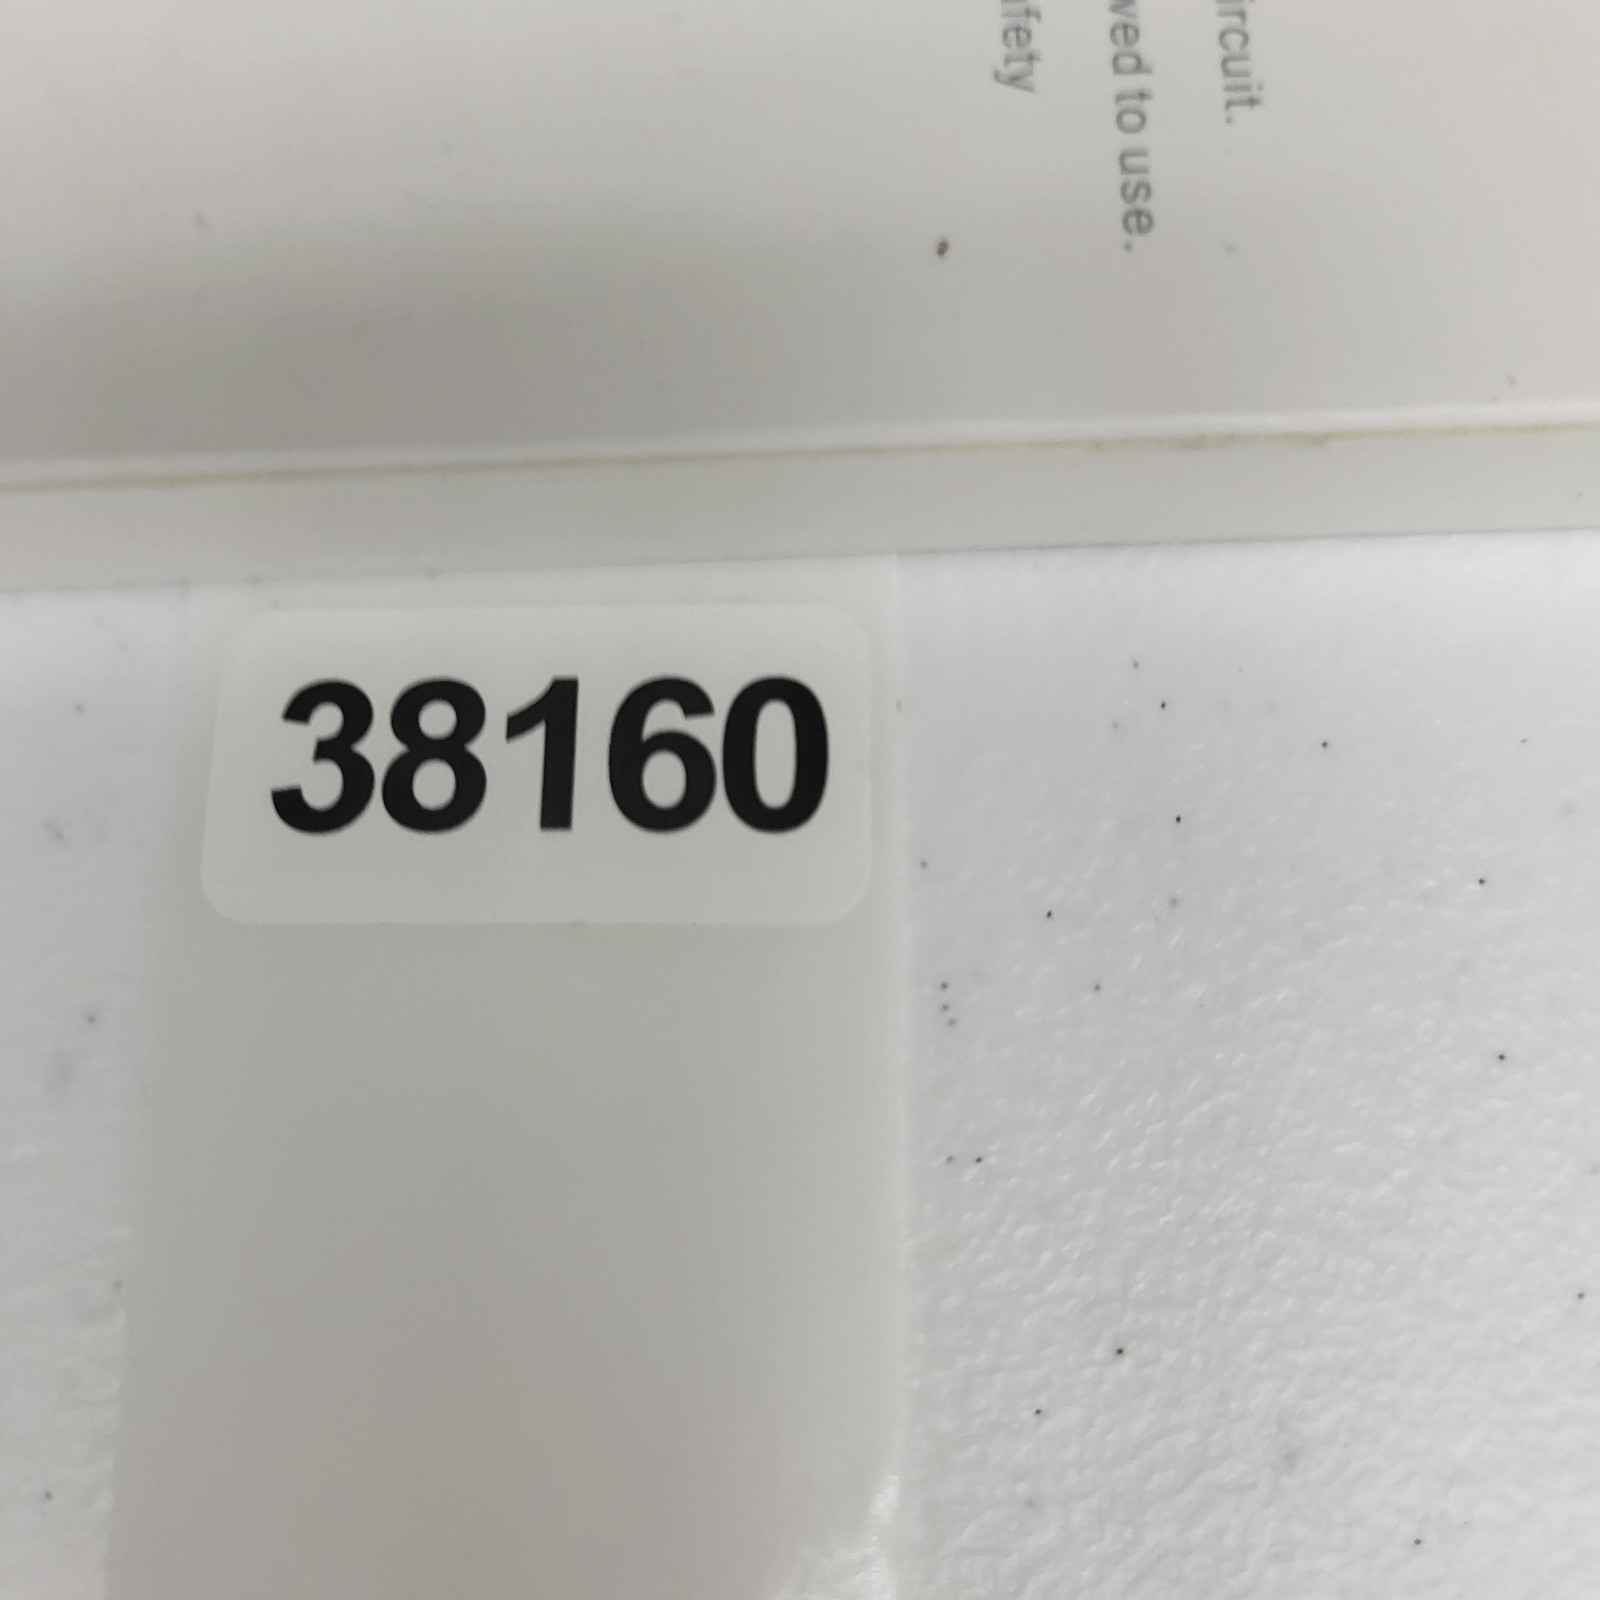 ircuit.
wed to use.
fety
38160